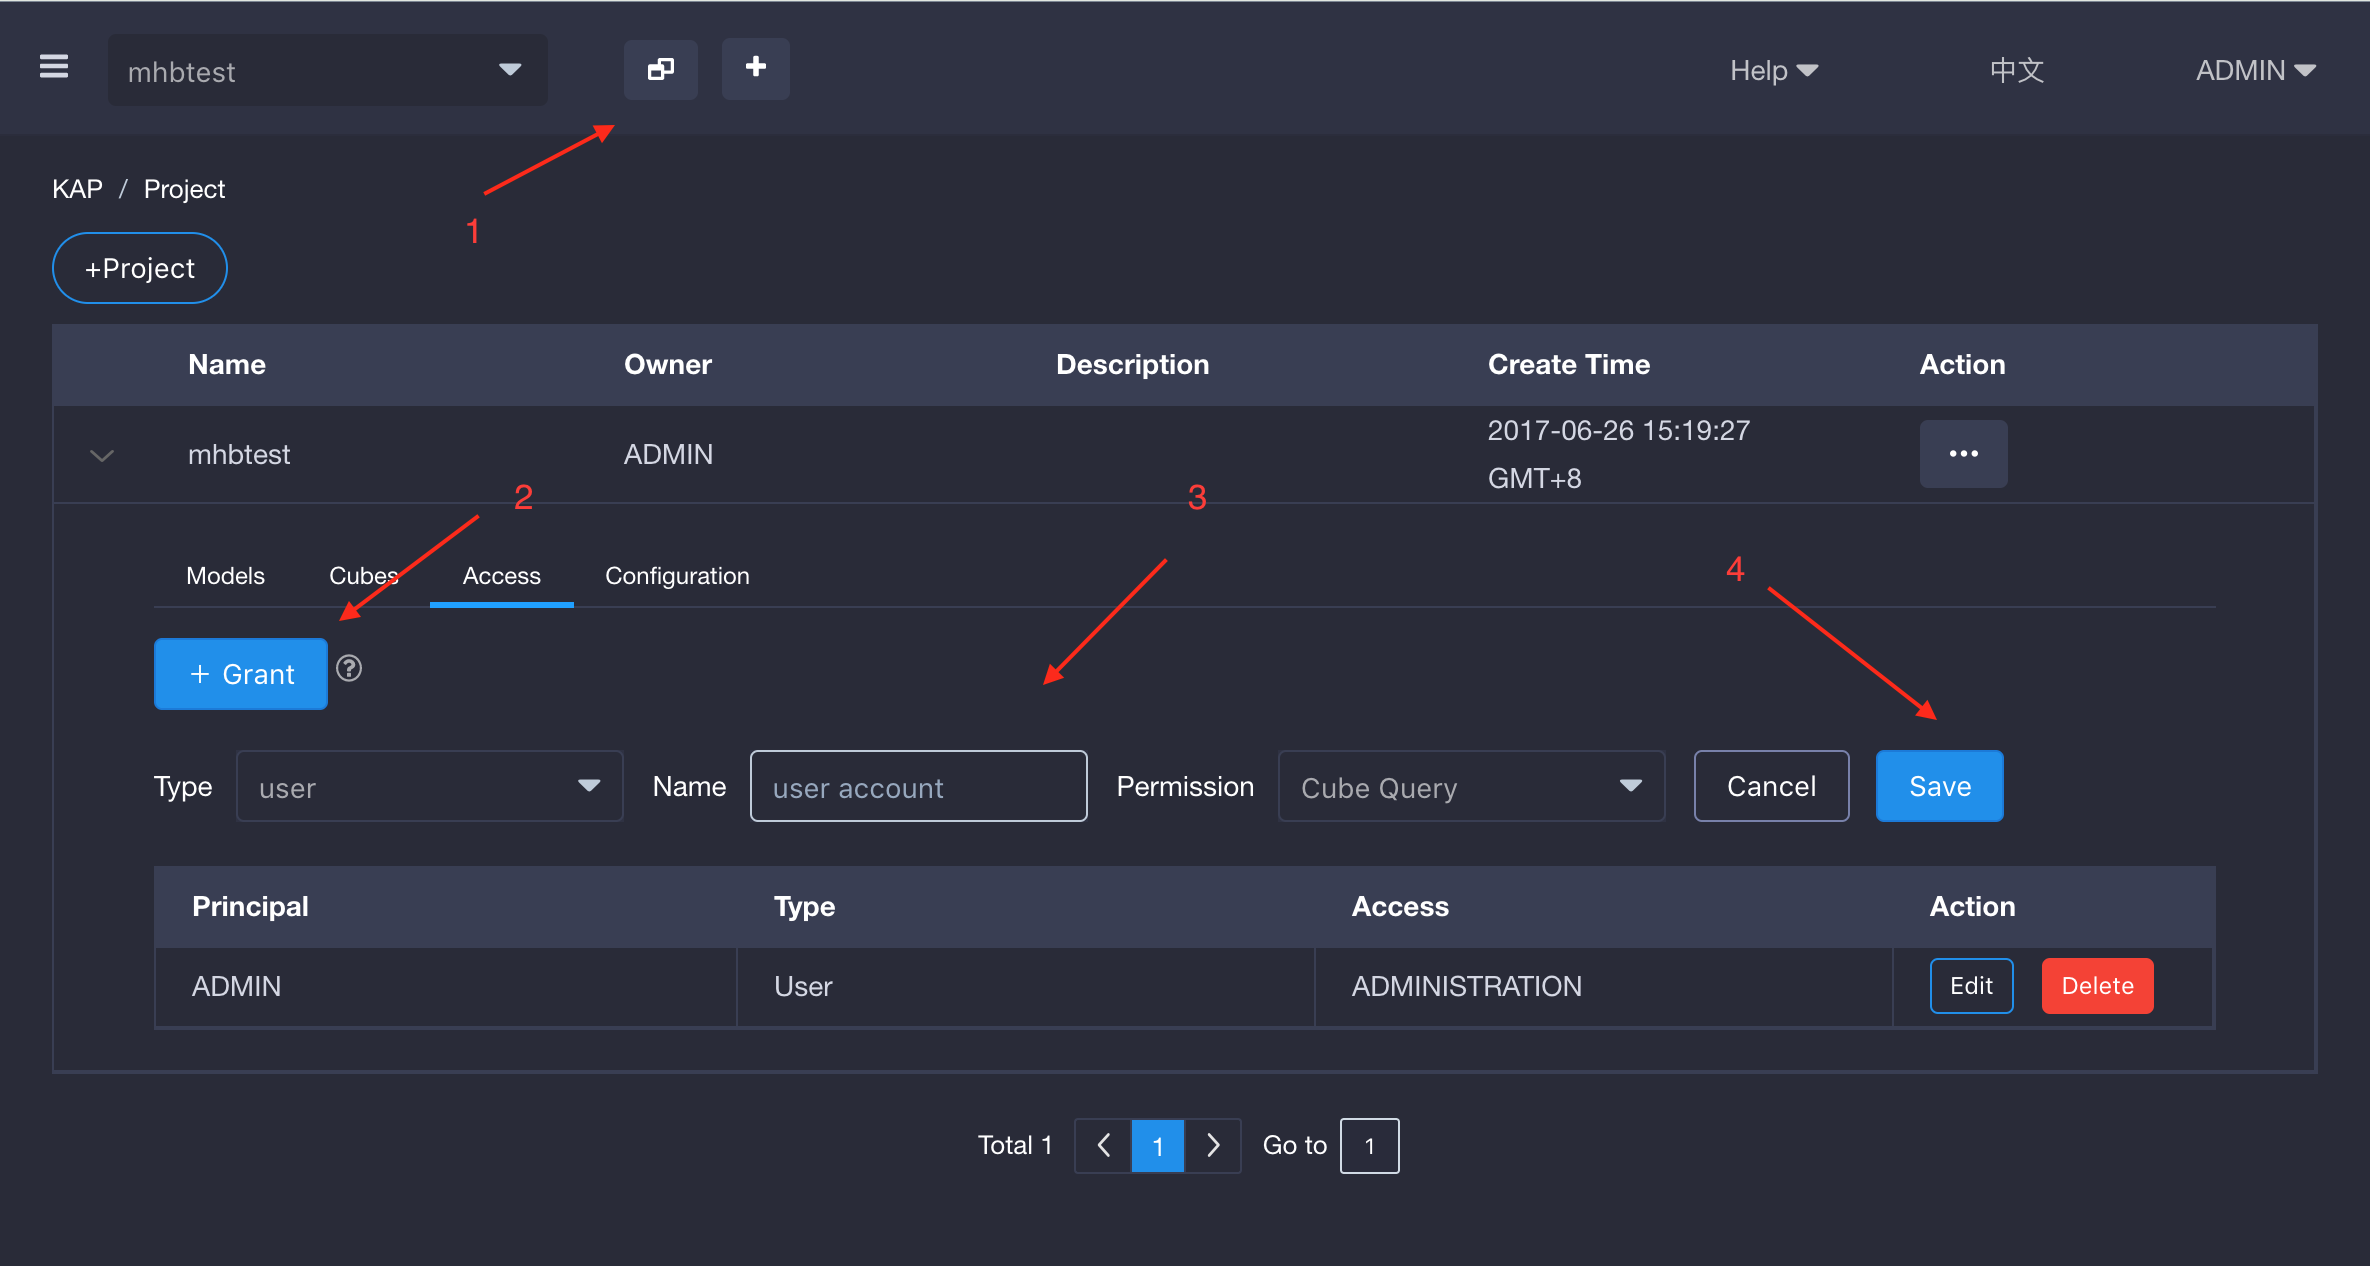 mhbtest
Help
中文
ADMIN
KAP / Project
1
+Project
Name Owner Description Create Time Action
mhbtest ADMIN 2017-06-26 15:19:27 GMT+8
2
3
4
Models Cubes Access Configuration
+ Grant
Type user Name user account Permission Cube Query Cancel Save
Principal Type Access Action
ADMIN User ADMINISTRATION Edit Delete
Total 1 1 Go to 1